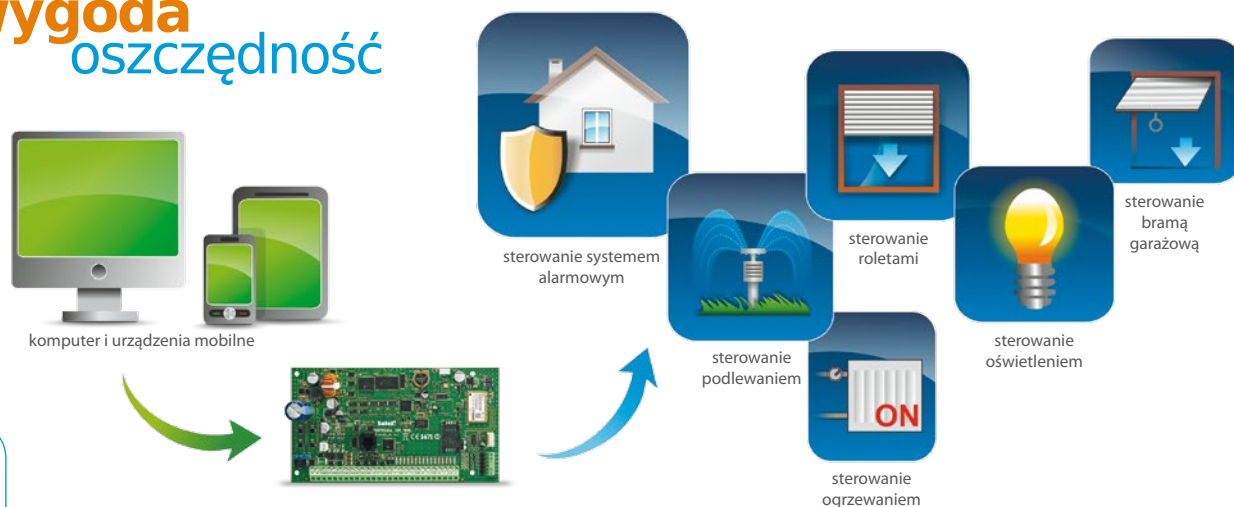 wygoda
oszczędność
sterowanie systemem
alarmowym
sterowanie
roletami
sterowanie
bramą
garażową
komputer i urządzenia mobilne
sterowanie
podlewaniem
sterowanie
oświetleniem
ON
sterowanie
ogrzewaniem
Satel